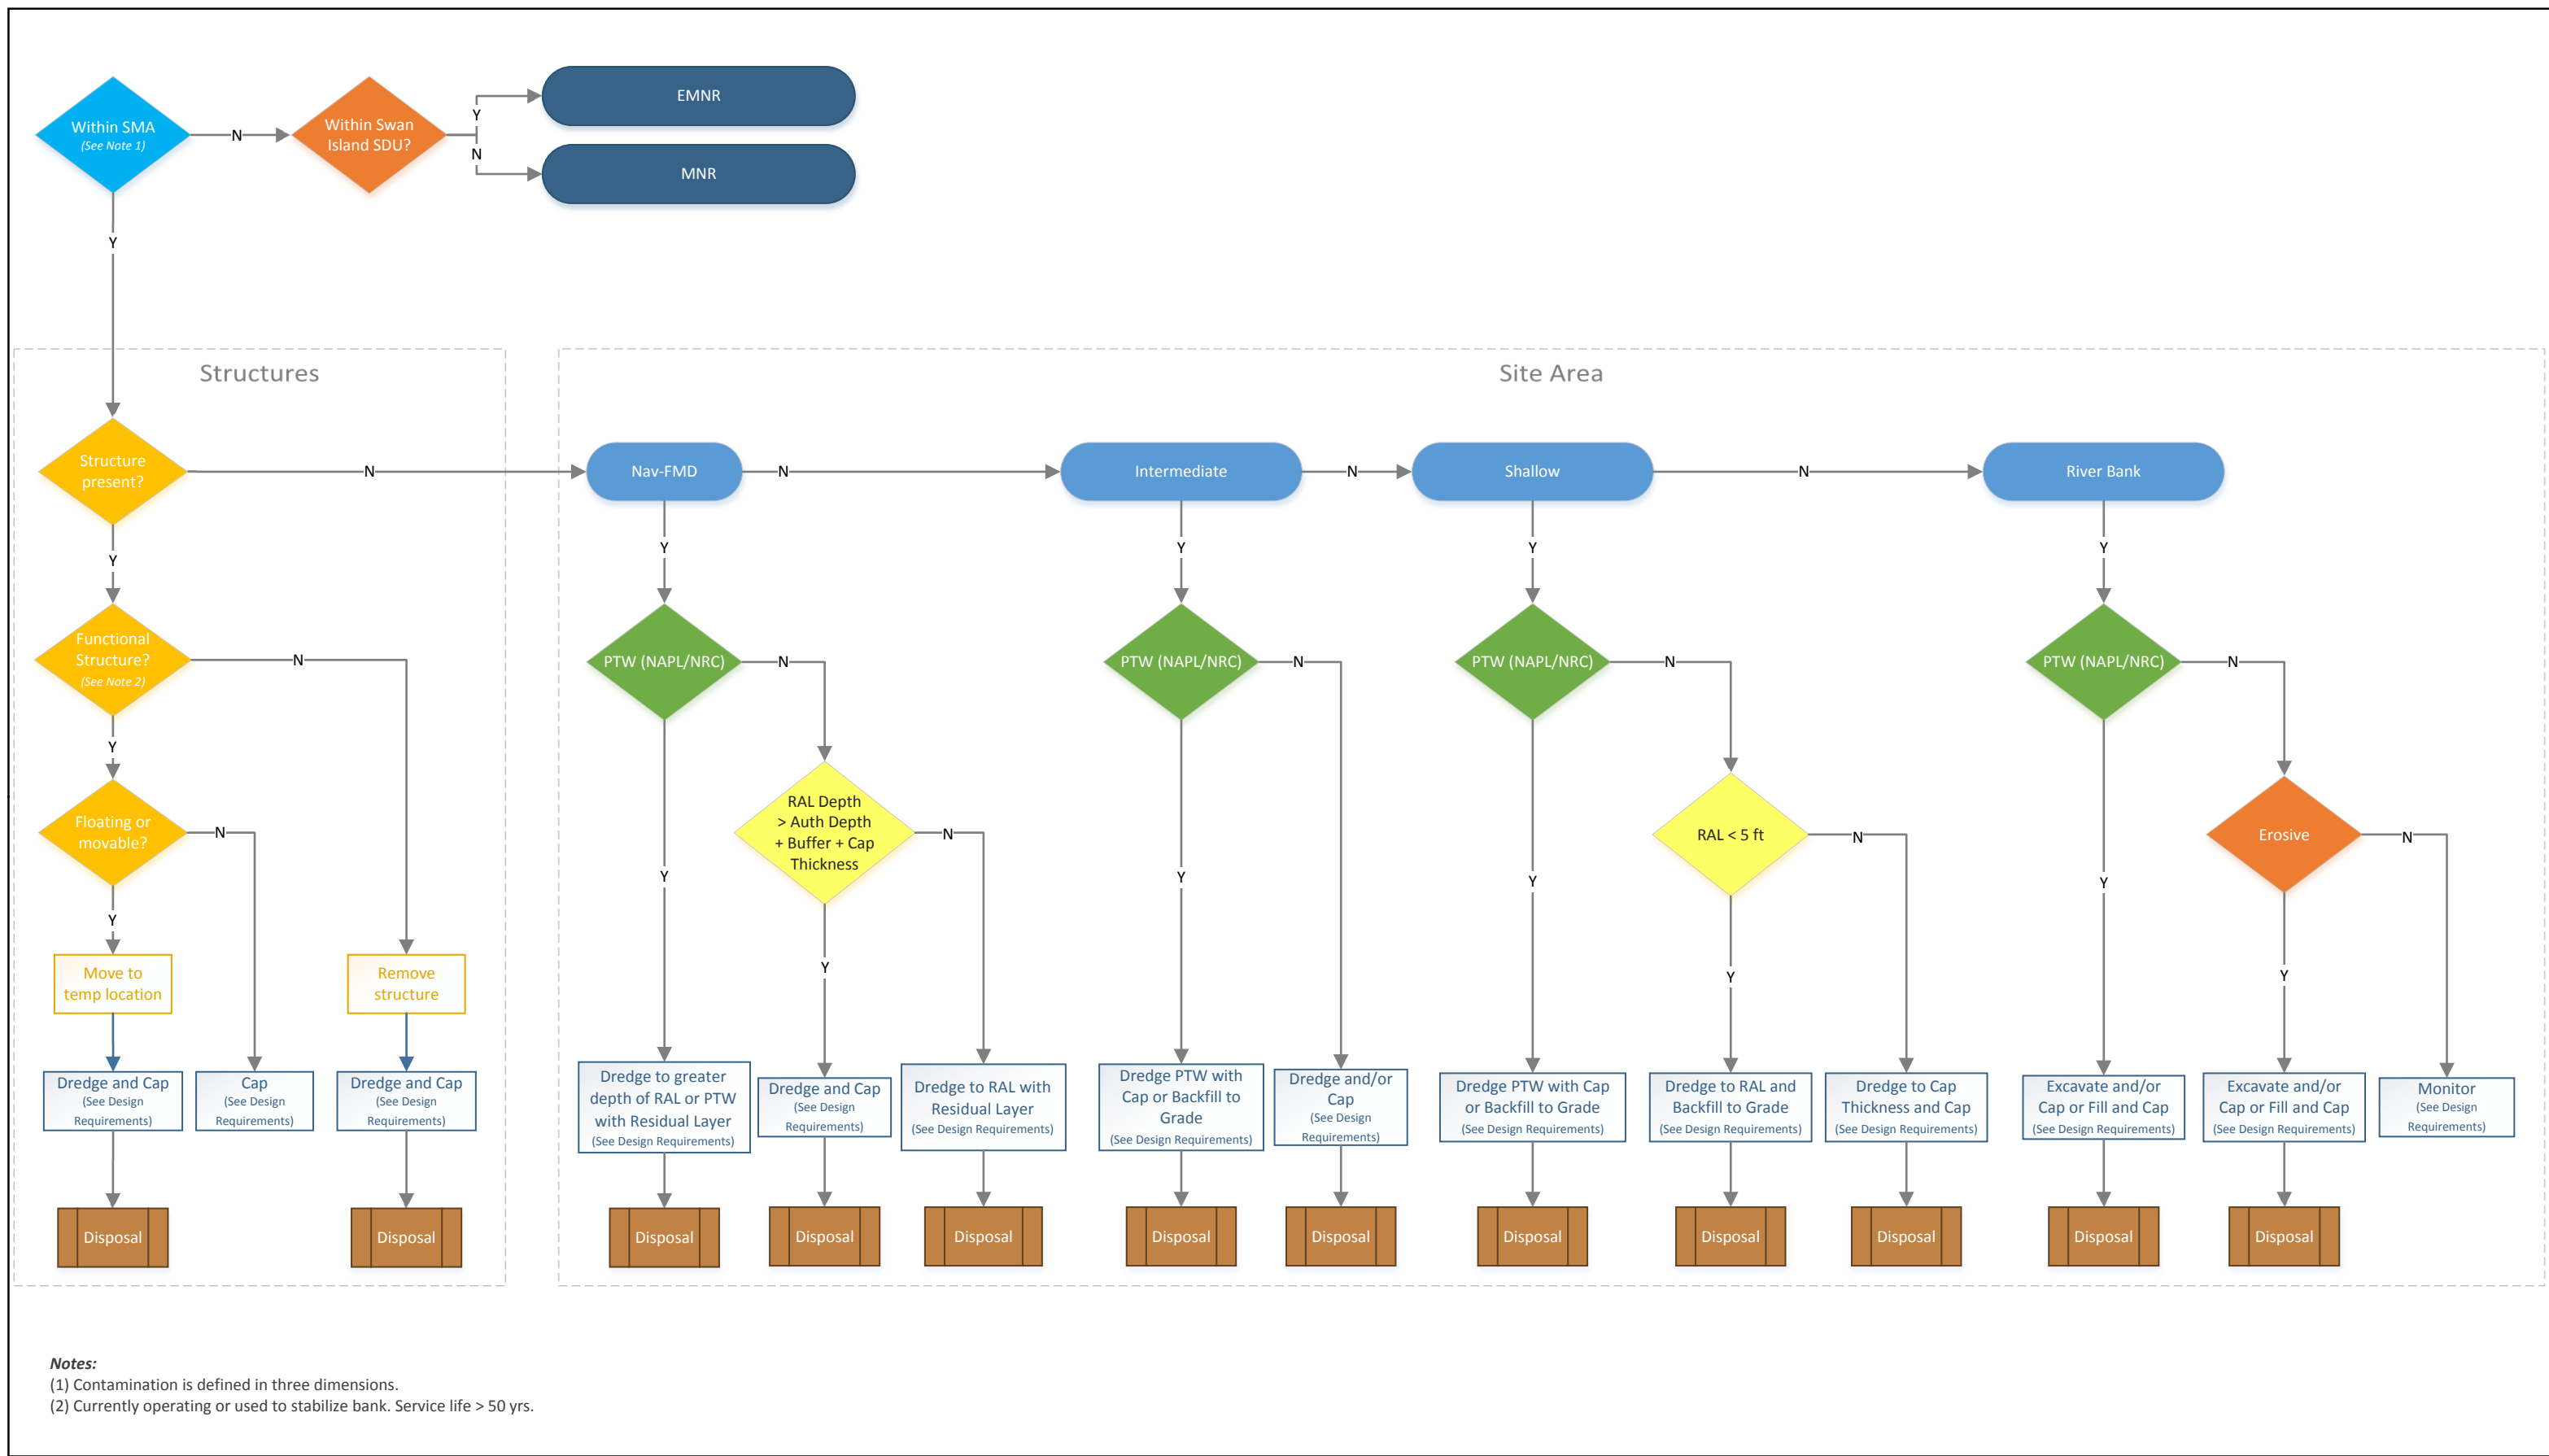 Within SMA
(See Note 1)
N
Within Swan
Island SDU?
Y
N
EMNR
MNR
Y
Structures
Structure
present?
N
Y
Functional
Structure?
(See Note 2)
N
Y
Floating or
movable?
N
Y
Move to
temp location
Remove
structure
Dredge and Cap
(See Design
Requirements)
Cap
(See Design
Requirements)
Dredge and Cap
(See Design
Requirements)
Disposal
Disposal
Site Area
Nav-FMD
N
Intermediate
N
Shallow
N
River Bank
Y
Y
Y
Y
PTW (NAPL/NRC)
N
PTW (NAPL/NRC)
N
PTW (NAPL/NRC)
N
PTW (NAPL/NRC)
N
RAL Depth
> Auth Depth
+ Buffer + Cap
Thickness
N
RAL < 5 ft
N
Erosive
N
Y
Y
Y
Y
Y
Y
Y
Dredge to greater
depth of RAL or PTW
with Residual Layer
(See Design Requirements)
Dredge and Cap
(See Design
Requirements)
Dredge to RAL with
Residual Layer
(See Design Requirements)
Dredge PTW with
Cap or Backfill to
Grade
(See Design Requirements)
Dredge and/or
Cap
(See Design
Requirements)
Dredge PTW with Cap
or Backfill to Grade
(See Design Requirements)
Dredge to RAL and
Backfill to Grade
(See Design Requirements)
Dredge to Cap
Thickness and Cap
(See Design Requirements)
Excavate and/or
Cap or Fill and Cap
(See Design Requirements)
Excavate and/or
Cap or Fill and Cap
(See Design Requirements)
Monitor
(See Design
Requirements)
Disposal
Disposal
Disposal
Disposal
Disposal
Disposal
Disposal
Disposal
Disposal
Disposal
Notes:
(1) Contamination is defined in three dimensions.
(2) Currently operating or used to stabilize bank. Service life > 50 yrs.